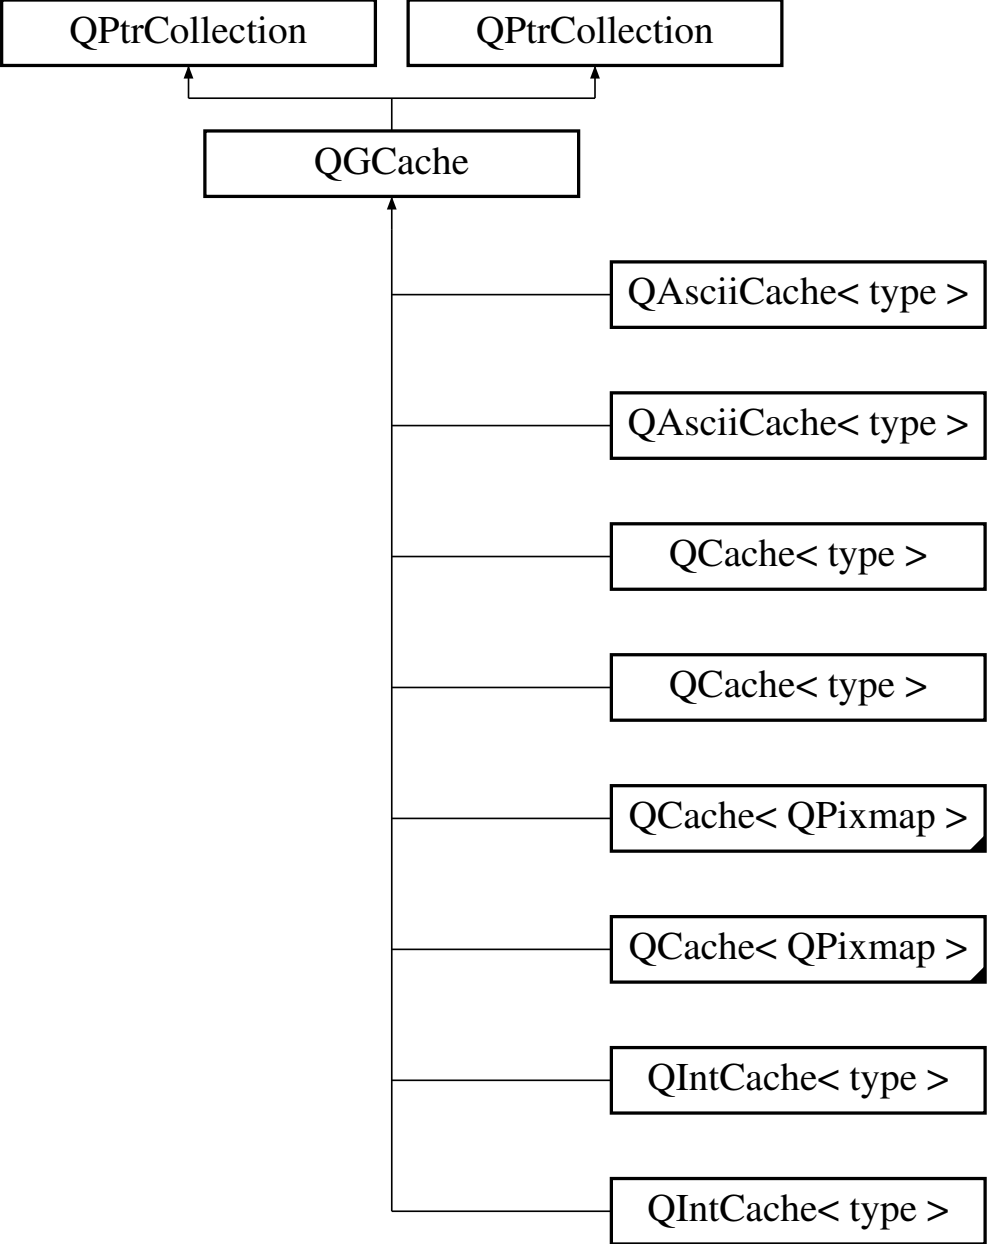 QPtrCollection
QPtrCollection
QGCache
QAsciiCache< type >
QAsciiCache< type >
QCache< type >
QCache< type >
QCache< QPixmap >
QCache< QPixmap >
QIntCache< type >
QIntCache< type >